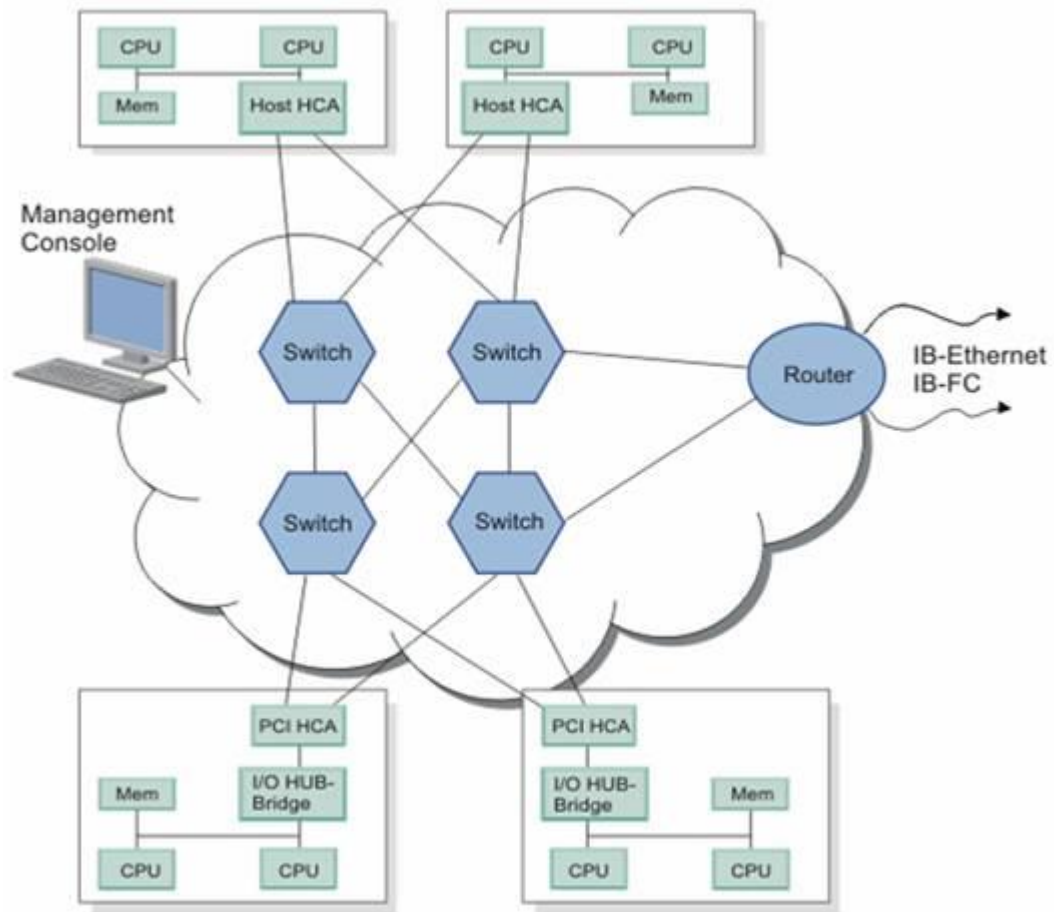 CPU
CPU
Mem
Host HCA
CPU
CPU
Host HCA
Mem
Management
Console
Switch
Switch
Router
IB-Ethernet
IB-FC
Switch
Switch
PCI HCA
I/O HUB-
Bridge
Mem
CPU
CPU
PCI HCA
I/O HUB-
Bridge
Mem
CPU
CPU